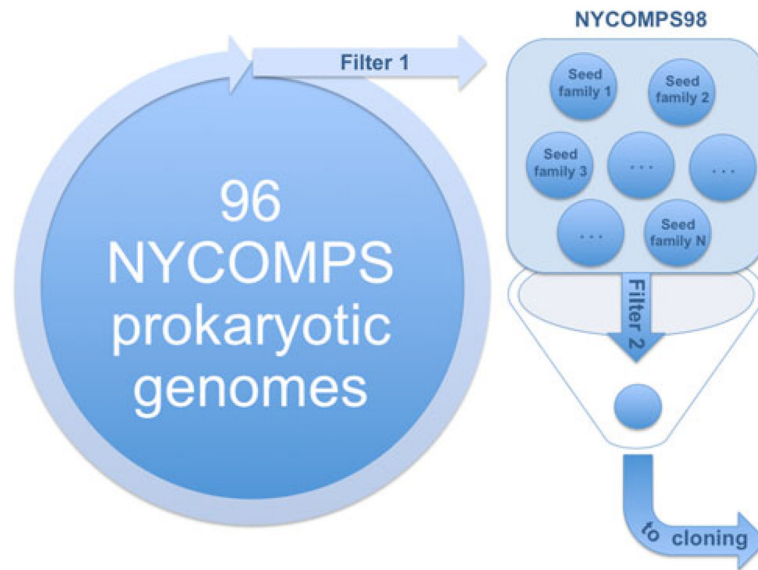 NYCOMPS98
Filter 1
Seed
family 1
Seed
family 2
Seed
family 3
. . .
. . .
. . .
Seed
family N
96
NYCOMPS
prokaryotic
genomes
Filter 2
to cloning